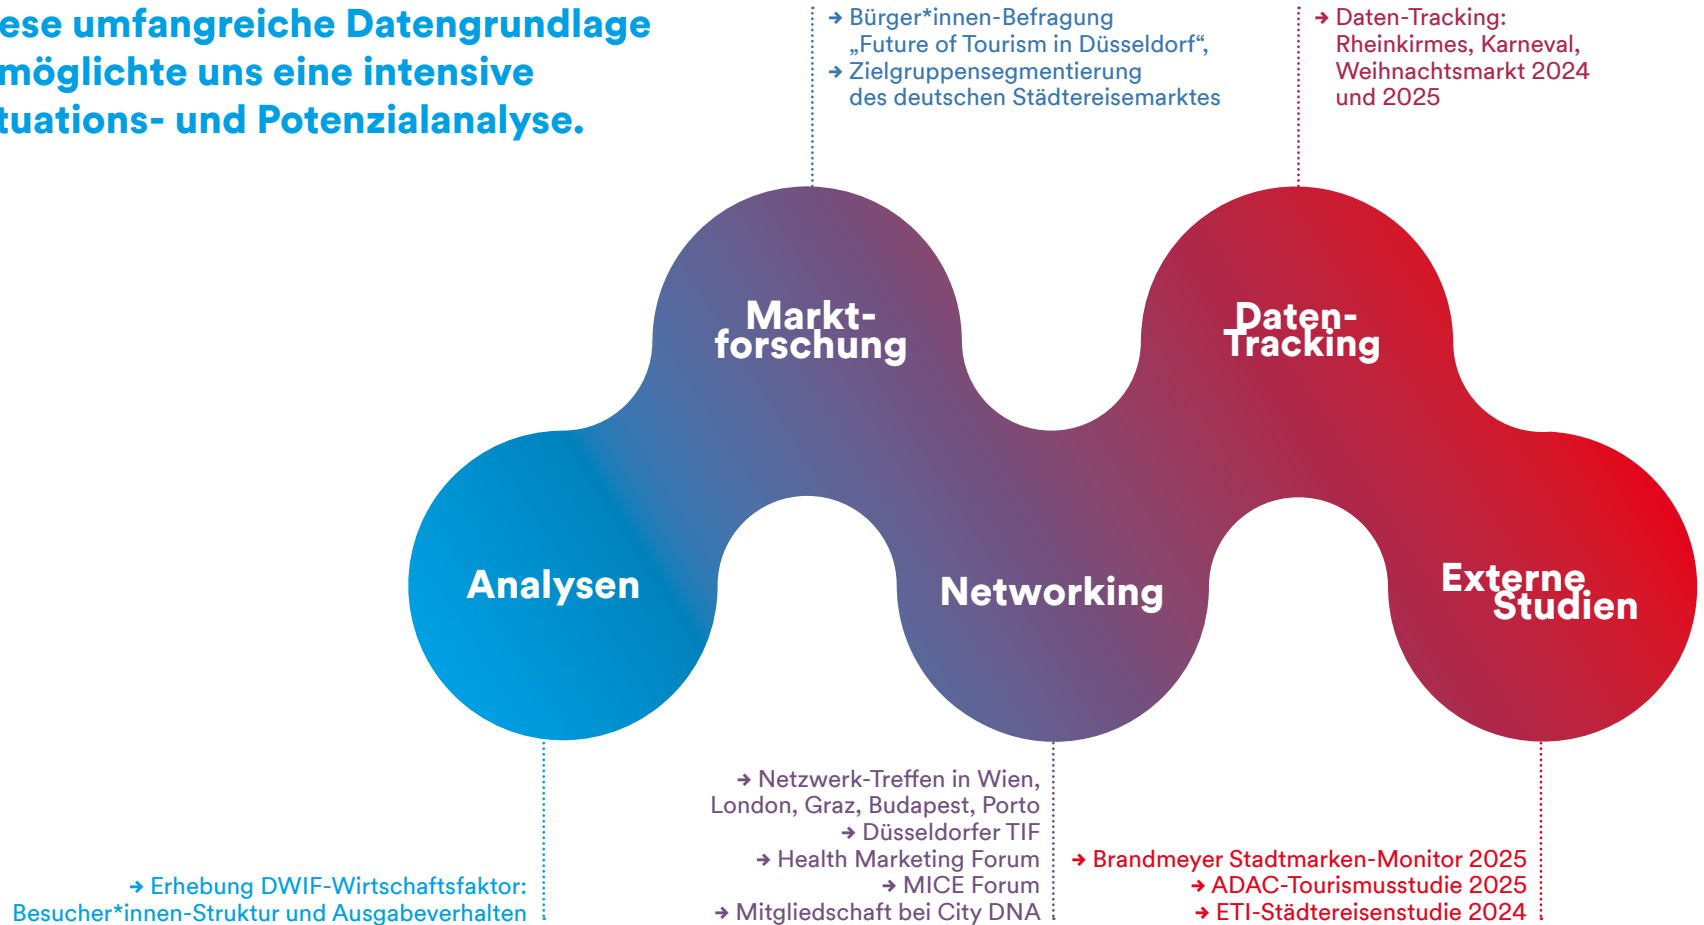 ese umfangreiche Datengrundlage
möglichte uns eine intensive
tuations- und Potenzialanalyse.
→ Bürger*innen-Befragung
„Future of Tourism in Düsseldorf“,
→ Zielgruppensegmentierung
des deutschen Städtereisemarktes
→ Daten-Tracking:
Rheinkirmes, Karneval,
Weihnachtsmarkt 2024
und 2025
Markt-
forschung
Daten-
Tracking
Analysen
Networking
Externe
Studien
→ Erhebung DWIF-Wirtschaftsfaktor:
Besucher*innen-Struktur und Ausgabeverhalten
→ Netzwerk-Treffen in Wien,
London, Graz, Budapest, Porto
→ Düsseldorfer TIF
→ Health Marketing Forum
→ MICE Forum
→ Mitgliedschaft bei City DNA
→ Brandmeyer Stadtmarken-Monitor 2025
→ ADAC-Tourismusstudie 2025
→ ETI-Städtereisenstudie 2024